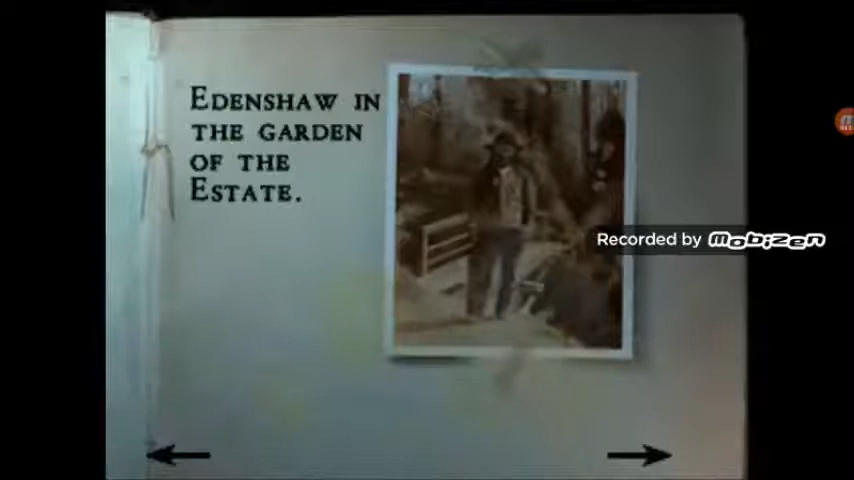 Edenshaw in
the garden
of the
Estate.
Recorded by mobizen